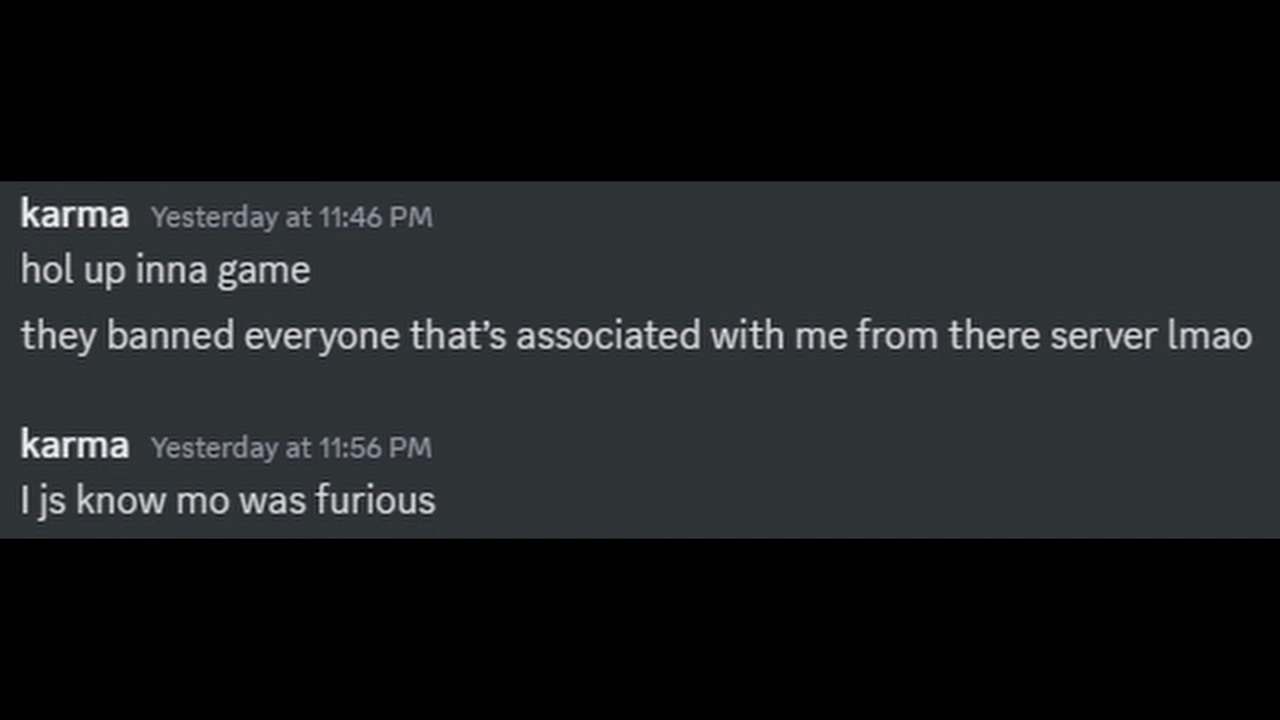 karma Yesterday at 11:46 PM
hol up inna game
they banned everyone that’s associated with me from there server lmao
karma Yesterday at 11:56 PM
I js know mo was furious